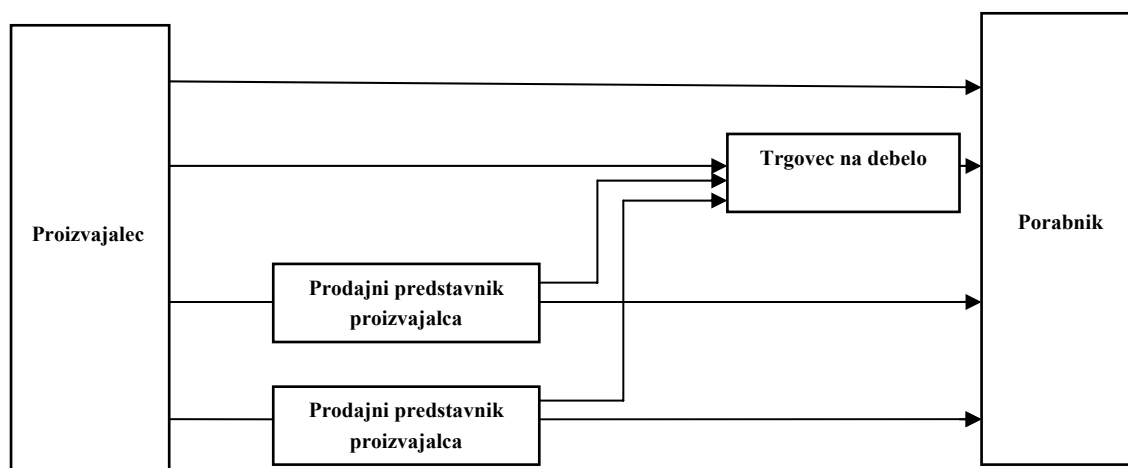 Trgovec na debelo
Proizvajalec
Porabnik
Prodajni predstavnik
proizvajalca
Prodajni predstavnik
proizvajalca